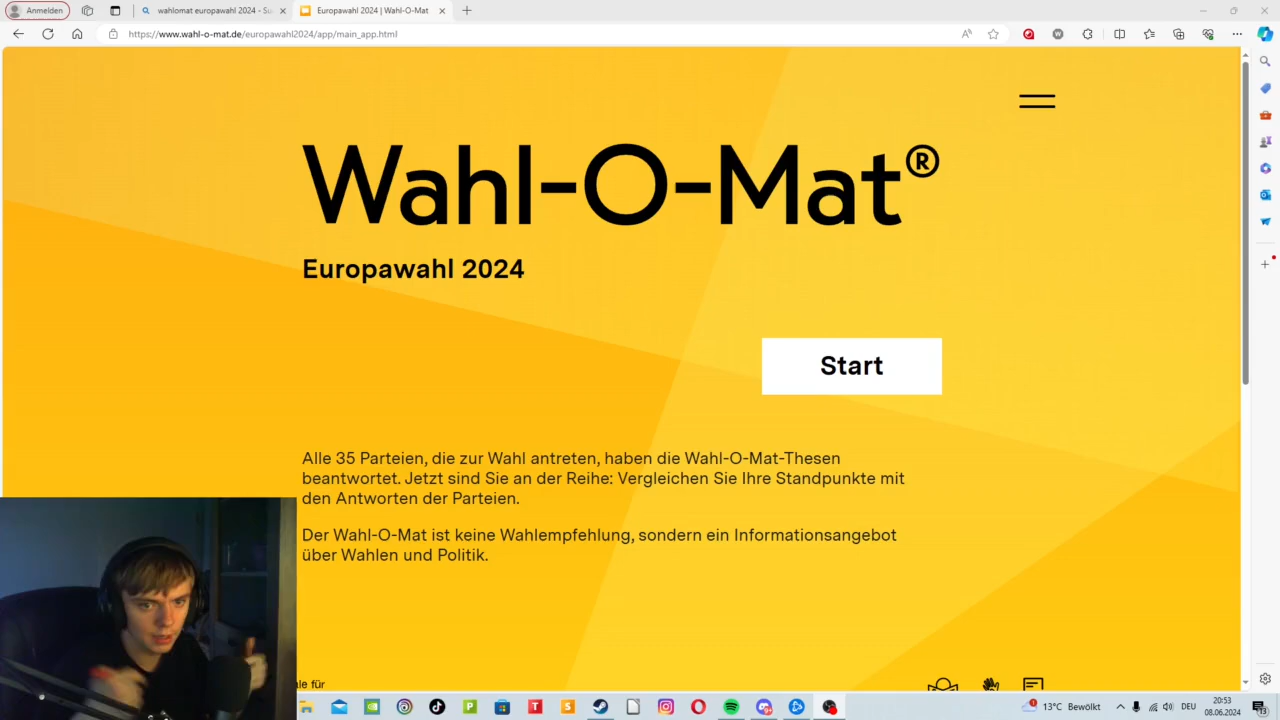 Anmelden
wahlomat europawahl 2024 - Su
Europawahl 2024 | Wahl-O-Mat
https://www.wahl-o-mat.de/europawahl2024/app/main_app.html
Wahl-O-Mat®
Europawahl 2024
Start
Alle 35 Parteien, die zur Wahl antreten, haben die Wahl-O-Mat-Thesen
beantwortet. Jetzt sind Sie an der Reihe: Vergleichen Sie Ihre Standpunkte mit
den Antworten der Parteien.
Der Wahl-O-Mat ist keine Wahlempfehlung, sondern ein Informationsangebot
über Wahlen und Politik.
ale für
13°C Bewölkt
DEU
20:53
08.06.2024